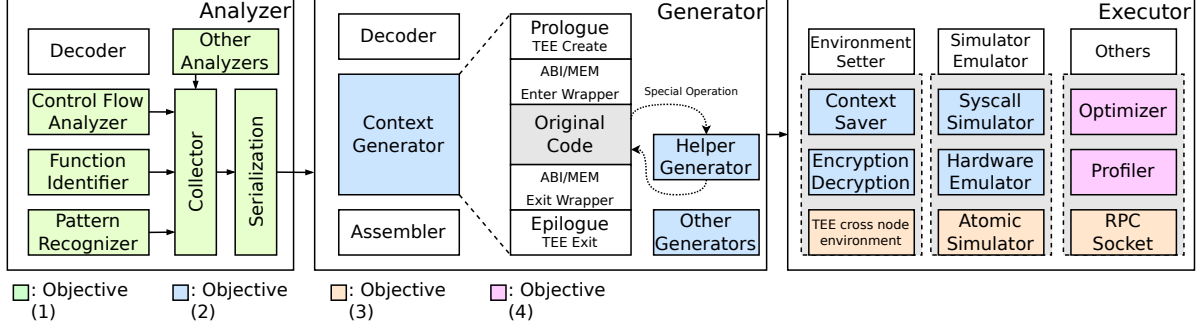 Analyzer
Decoder
Other
Analyzers
Control Flow
Analyzer
Function
Identifier
Pattern
Recognizer
Collector
Serialization
Generator
Decoder
Context
Generator
Assembler
Prologue
TEE Create
ABI/MEM
Enter Wrapper
Original
Code
ABI/MEM
Exit Wrapper
Epilogue
TEE Exit
Special Operation
Helper
Generator
Other
Generators
Executor
Environment
Setter
Context
Saver
Encryption
Decryption
TEE cross node
environment
Simulator
Emulator
Syscall
Simulator
Hardware
Emulator
Atomic
Simulator
Others
Optimizer
Profiler
RPC
Socket
: Objective
(1)
: Objective
(2)
: Objective
(3)
: Objective
(4)